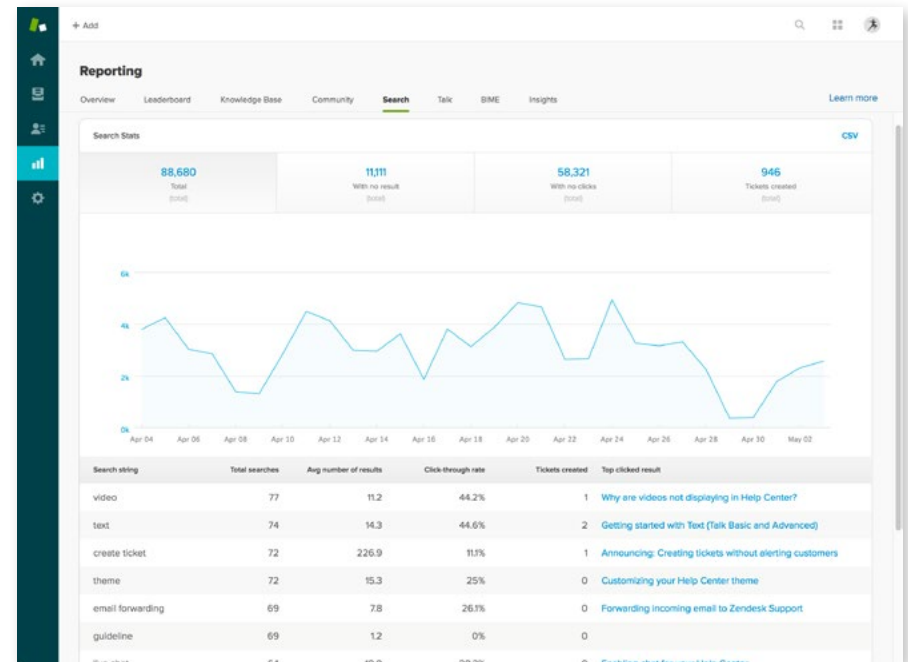 + Add
Reporting
Overview Leaderboard Knowledge Base Community Search Talk BIME Insights Learn more
Search Stats CSV
88,680 11,111 58,321 946
Total With no result With no clicks Tickets created
(total) (total) (total) (total)
6k
4k
2k
0k
Apr 04 Apr 06 Apr 08 Apr 10 Apr 12 Apr 14 Apr 16 Apr 18 Apr 20 Apr 22 Apr 24 Apr 26 Apr 28 Apr 30 May 02
Search string Total searches Avg number of results Click-through rate Tickets created Top clicked result
video 77 11.2 44.2% 1 Why are videos not displaying in Help Center?
text 74 14.3 44.6% 2 Getting started with Text (Talk Basic and Advanced)
create ticket 72 226.9 11.1% 1 Announcing: Creating tickets without alerting customers
theme 72 15.3 25% 0 Customizing your Help Center theme
email forwarding 69 7.8 26.1% 0 Forwarding incoming email to Zendesk Support
guideline 69 1.2 0% 0